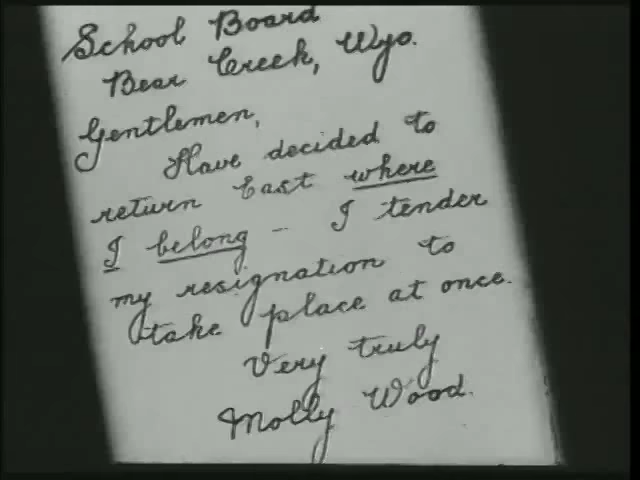 School Board
Bear Creek, Wyo.
Gentlemen,
Have decided to
return East where
I belong - I tender
my resignation to
take place at once.
Very truly
Molly Wood.